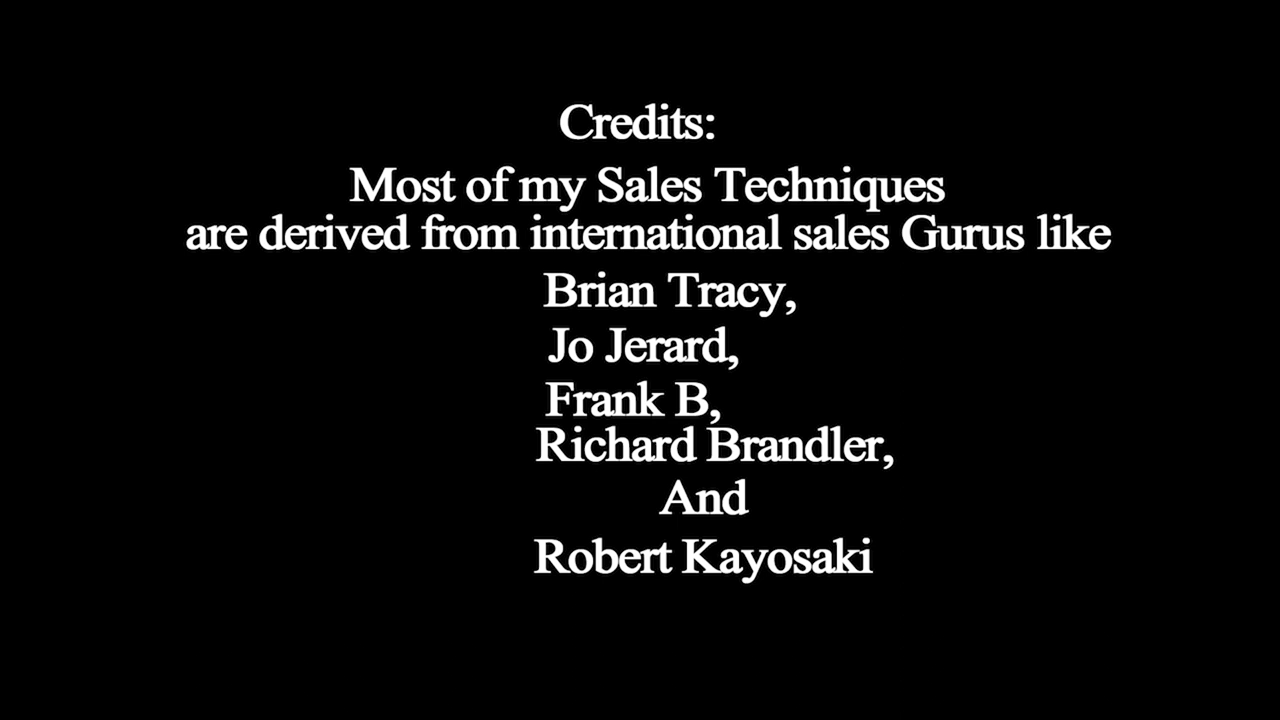 Credits:
Most of my Sales Techniques
are derived from international sales Gurus like
Brian Tracy,
Jo Jerard,
Frank B,
Richard Brandler,
And
Robert Kayosaki